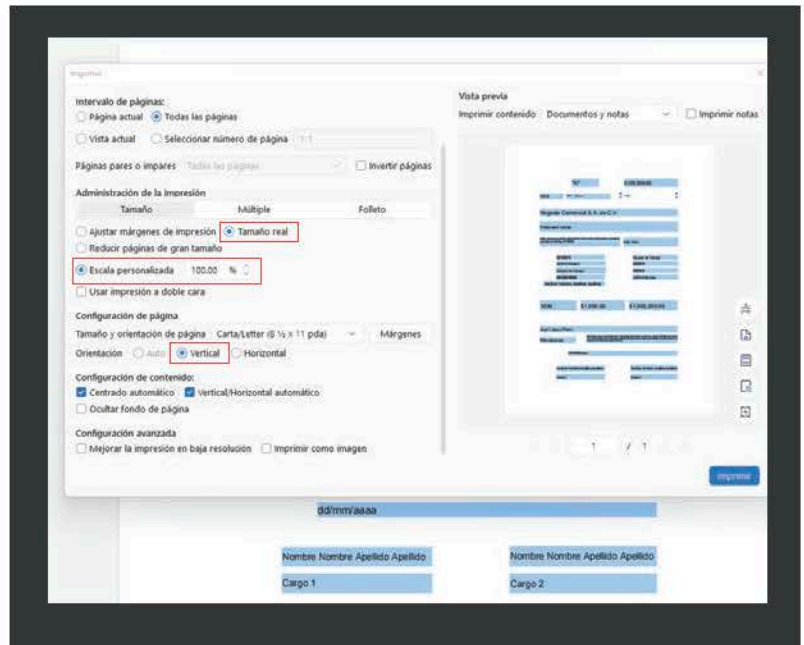 Imprimir
Intervalo de páginas:
Página actual Todas las páginas
Vista actual Seleccionar número de página 1-1
Páginas pares o impares Todas las páginas Invertir páginas
Administración de la impresión
Tamaño Múltiple Folleto
Ajustar márgenes de impresión Tamaño real
Reducir páginas de gran tamaño
Escala personalizada 100.00 %
Usar impresión a doble cara
Configuración de página
Tamaño y orientación de página Carta/Letter (8 ½ x 11 pda) Márgenes
Orientación Auto Vertical Horizontal
Configuración de contenido:
Centrado automático Vertical/Horizontal automático
Ocultar fondo de página
Configuración avanzada
Mejorar la impresión en baja resolución Imprimir como imagen
Vista previa
Imprimir contenido Documentos y notas Imprimir notas
1 / 1
Imprimir
dd/mm/aaaa
Nombre Nombre Apellido Apellido Nombre Nombre Apellido Apellido
Cargo 1 Cargo 2